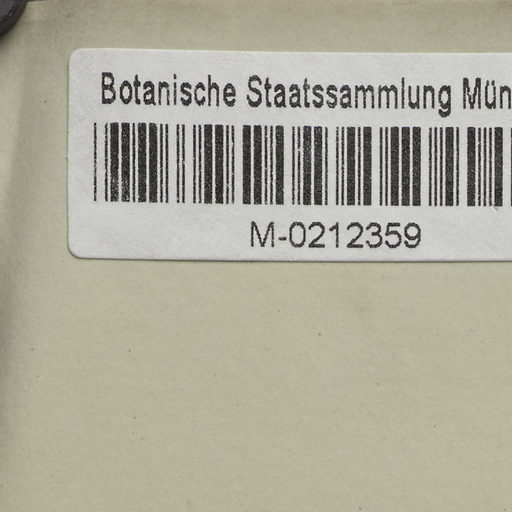 Botanische Staatssammlung Mün
M-0212359